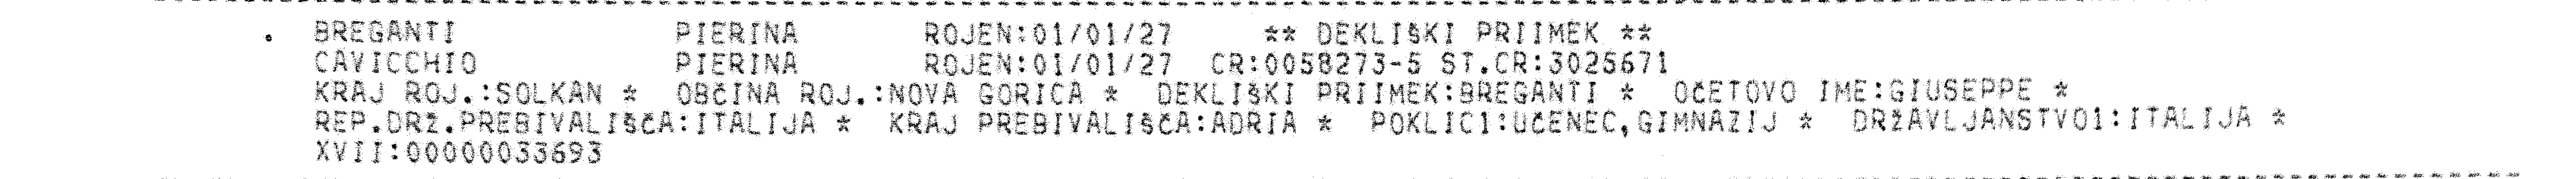 BREGANTI PIERINA ROJEN:01/01/27 ** DEKLIŠKI PRIIMEK **
CAVICCHIO PIERINA ROJEN:01/01/27 CR:0058273-5 ST.CR:3025671
KRAJ ROJ.:SOLKAN * OBČINA ROJ.:NOVA GORICA * DEKLIŠKI PRIIMEK:BREGANTI * OČETOVO IME:GIUSEPPE *
REP.DRŽ.PREBIVALIŠČA:ITALIJA * KRAJ PREBIVALIŠČA:ADRIA * POKLIC1:UČENEC,GIMNAZIJ * DRŽAVLJANSTVO1:ITALIJA *
XVII:00000033693